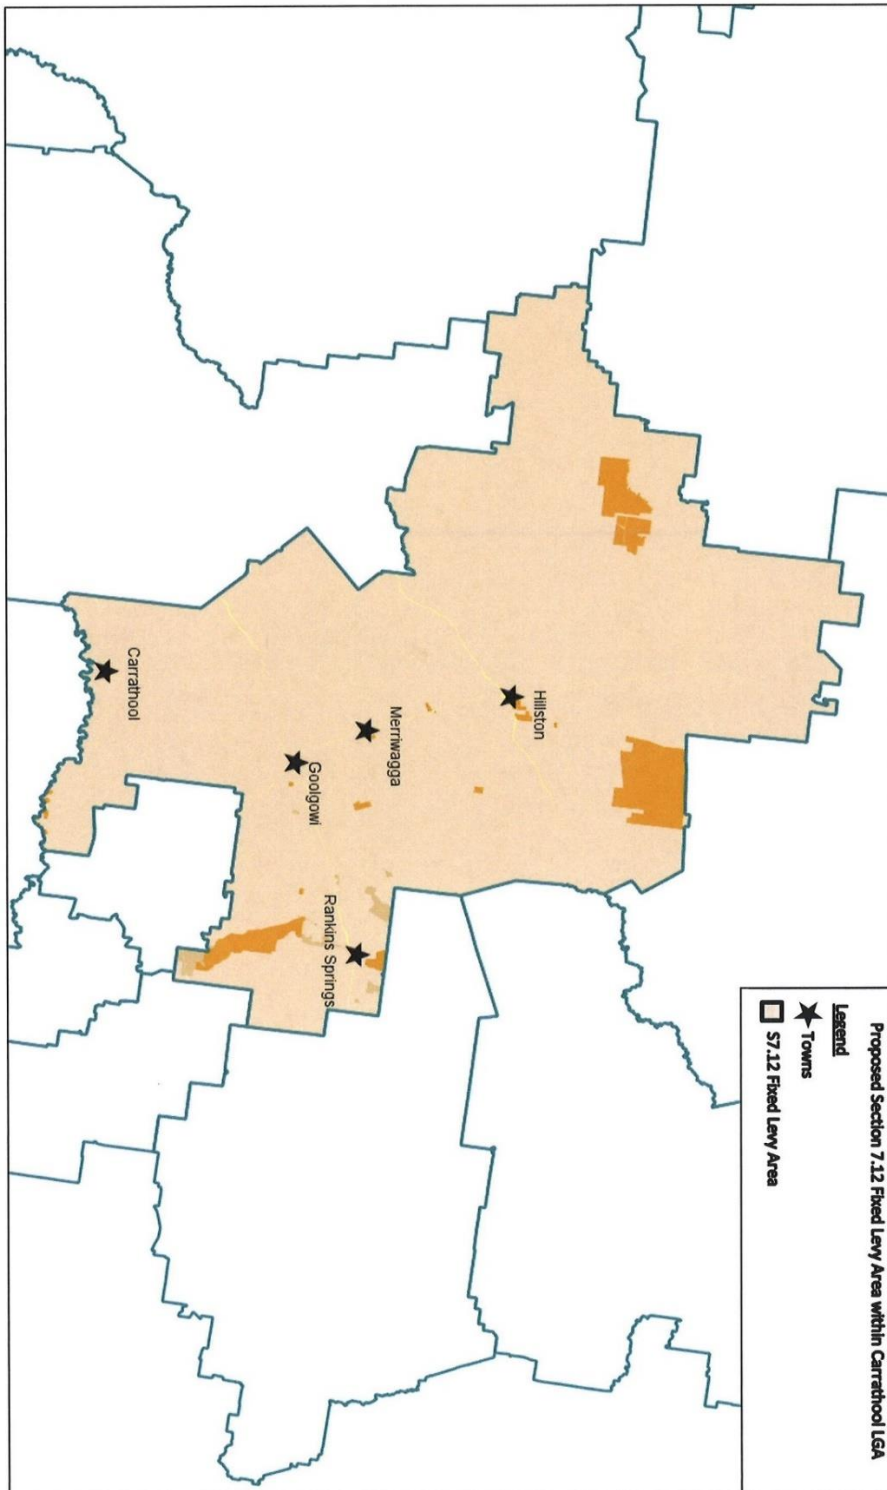 Proposed Section 7.12 Fixed Levy Area within Carrathool LGA
Legend
Towns
S7.12 Fixed Levy Area
Hillston
Merriwagga
Goolgowi
Rankins Springs
Carrathool